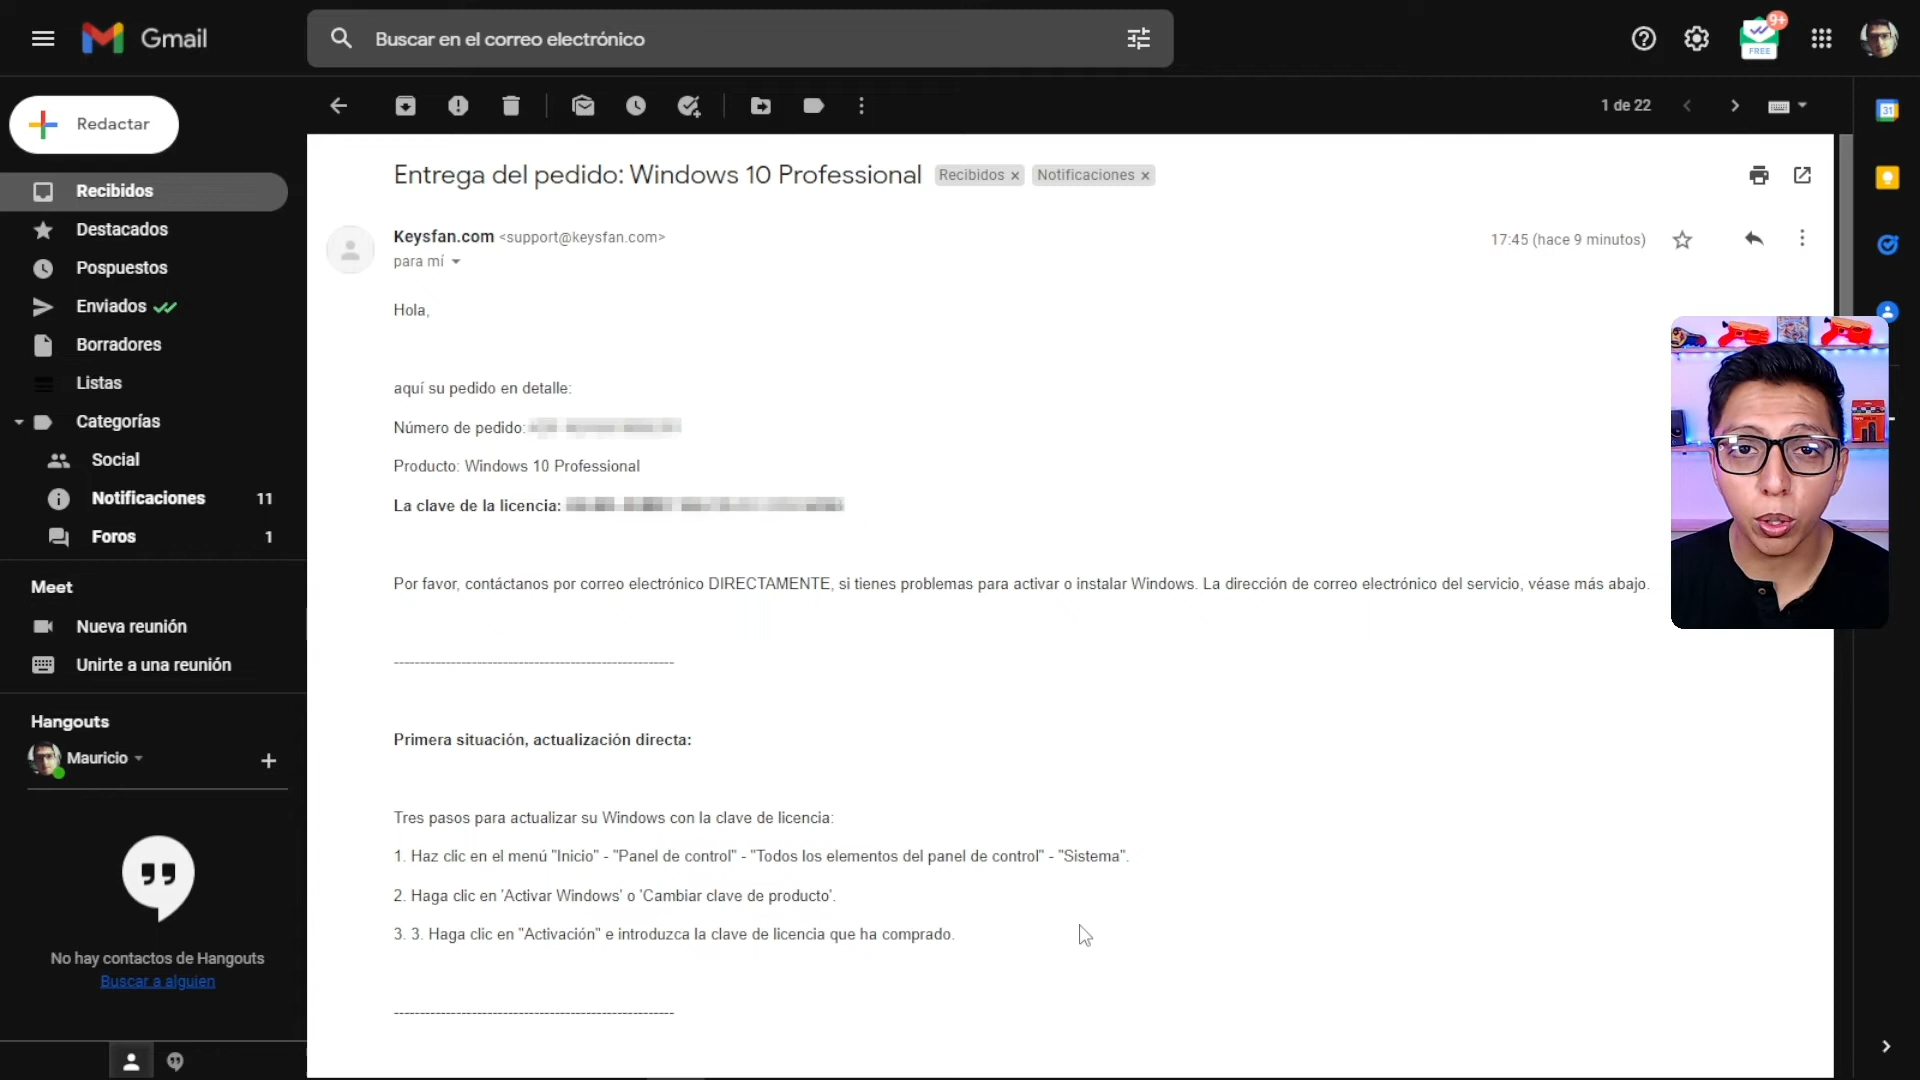 Gmail
Buscar en el correo electrónico
FREE
9+
Redactar
1 de 22
31
Recibidos
Destacados
Pospuestos
Enviados
Borradores
Listas
Categorías
Social
Notificaciones 11
Foros 1
Meet
Nueva reunión
Unirte a una reunión
Hangouts
Mauricio
No hay contactos de Hangouts
Buscar a alguien
Entrega del pedido: Windows 10 Professional Recibidos x Notificaciones x
Keysfan.com <support@keysfan.com>
17:45 (hace 9 minutos)
para mí
Hola,
aquí su pedido en detalle:
Número de pedido:
Producto: Windows 10 Professional
La clave de la licencia:
Por favor, contáctanos por correo electrónico DIRECTAMENTE, si tienes problemas para activar o instalar Windows. La dirección de correo electrónico del servicio, véase más abajo.
------------------------------------------------------
Primera situación, actualización directa:
Tres pasos para actualizar su Windows con la clave de licencia:
1. Haz clic en el menú "Inicio" - "Panel de control" - "Todos los elementos del panel de control" - "Sistema".
2. Haga clic en 'Activar Windows' o 'Cambiar clave de producto'.
3. 3. Haga clic en "Activación" e introduzca la clave de licencia que ha comprado.
------------------------------------------------------